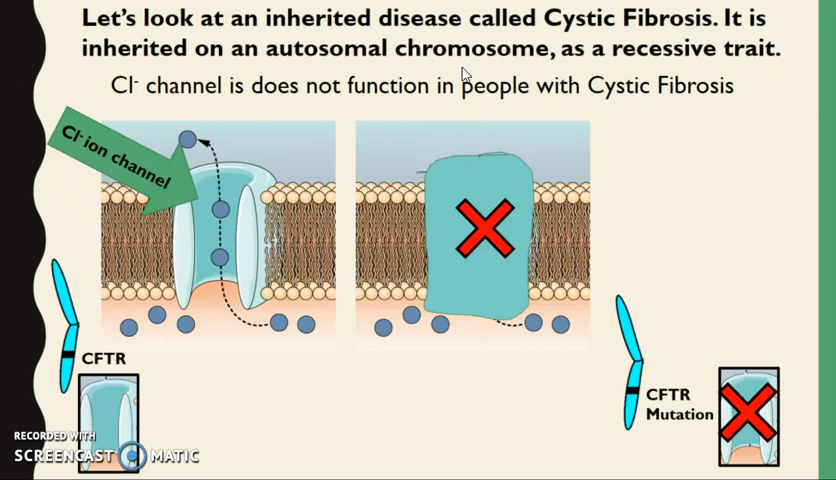 Let's look at an inherited disease called Cystic Fibrosis. It is
inherited on an autosomal chromosome, as a recessive trait.
Cl- channel is does not function in people with Cystic Fibrosis
Cl- ion channel
CFTR
CFTR
Mutation
RECORDED WITH
SCREENCAST MATIC